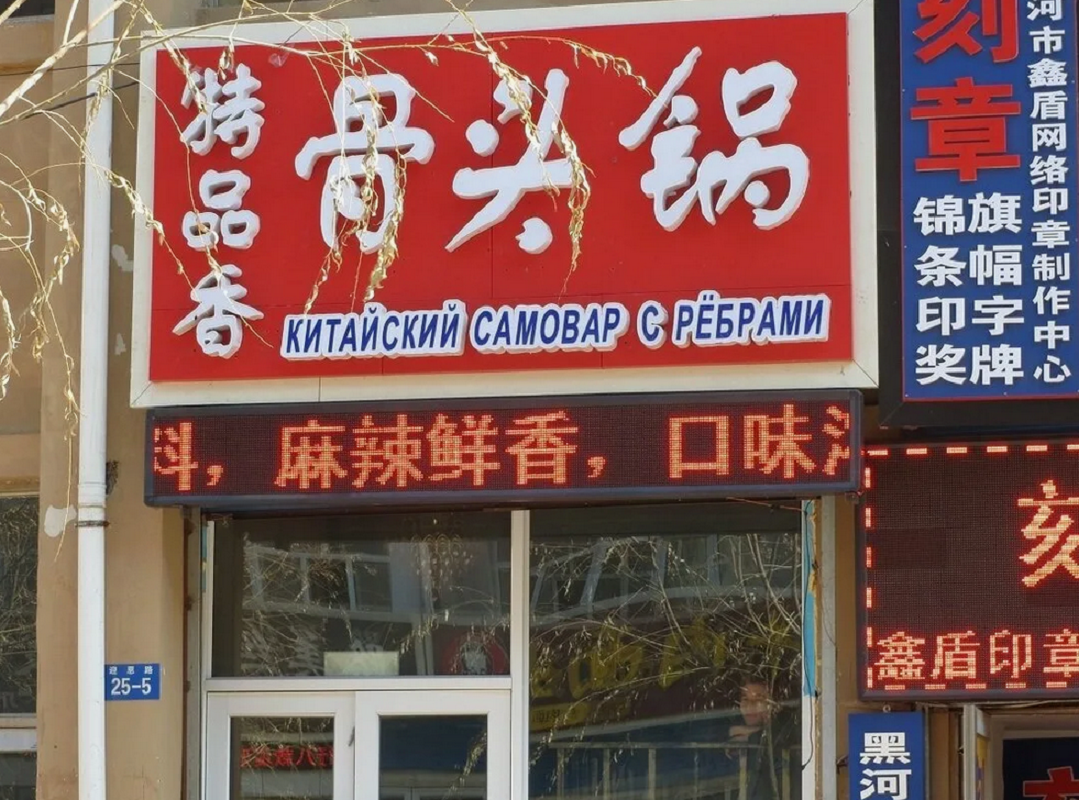 特品香
骨头锅
КИТАЙСКИЙ САМОВАР С РЁБРАМИ
料，麻辣鲜香，口味
25-5
刻章
河市鑫盾网络印章制作中心
锦旗
条幅
印字
奖牌
刻
鑫盾印章
黑河